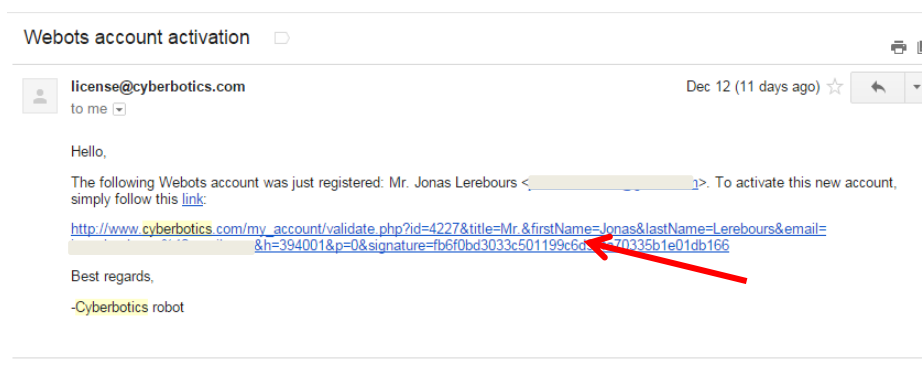 Webots account activation
license@cyberbotics.com
Dec 12 (11 days ago)
to me
Hello,
The following Webots account was just registered: Mr. Jonas Lerebours < >. To activate this new account,
simply follow this link:
http://www.cyberbotics.com/my_account/validate.php?id=4227&title=Mr.&firstName=Jonas&lastName=Lerebours&email=
&h=394001&p=0&signature=fb6f0bd3033c501199c6d 70335b1e01db166
Best regards,
-Cyberbotics robot